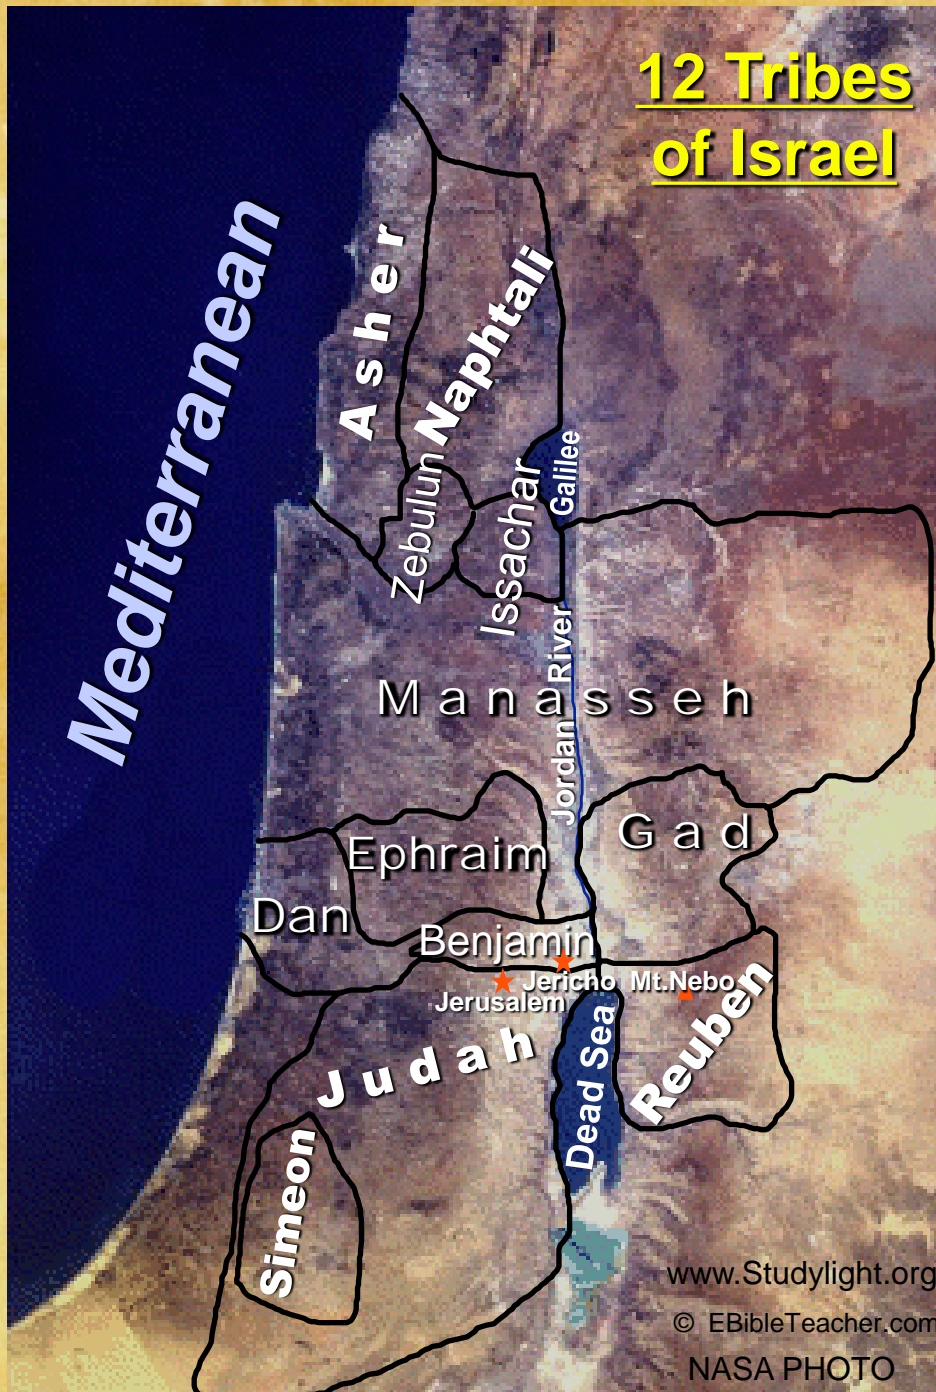 12 Tribes
of Israel
Mediterranean
Asher
Naphtali
Zebulun
Issachar
Galilee
Jordan River
Manasseh
Ephraim
Gad
Dan
Benjamin
Jericho
Mt.Nebo
Jerusalem
Reuben
Judah
Dead Sea
Simeon
www.Studylight.org
© EBibleTeacher.com
NASA PHOTO